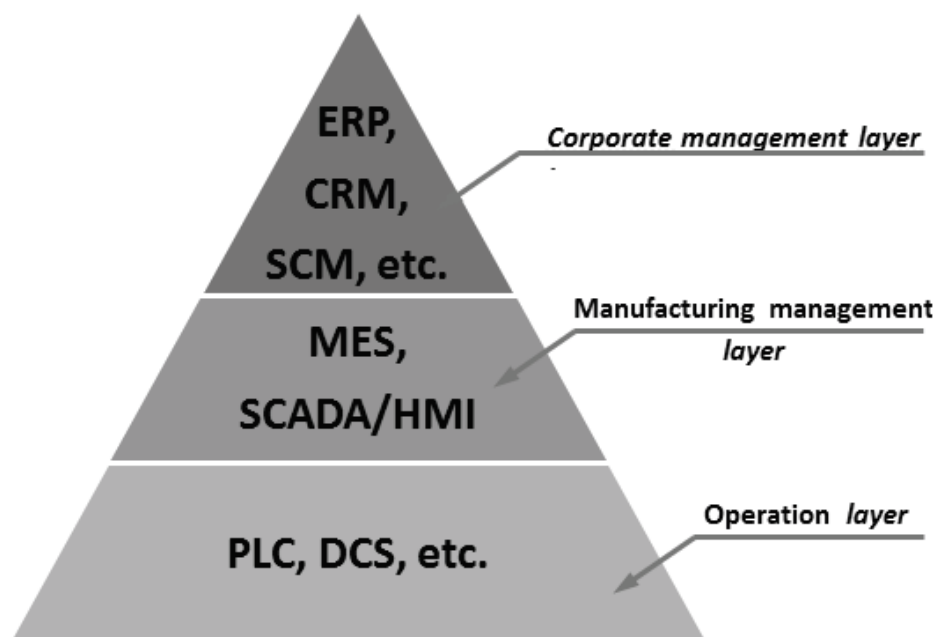 ERP,
CRM,
SCM, etc.
Corporate management layer
MES,
SCADA/HMI
Manufacturing management
layer
PLC, DCS, etc.
Operation layer